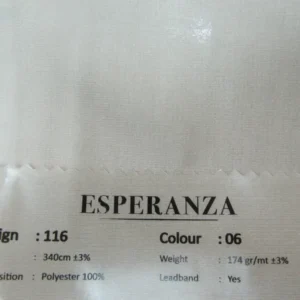 ESPERANZA
ign : 116 Colour : 06
: 340cm ±3% Weight : 174 gr/mt ±3%
sition : Polyester 100% Leadband : Yes